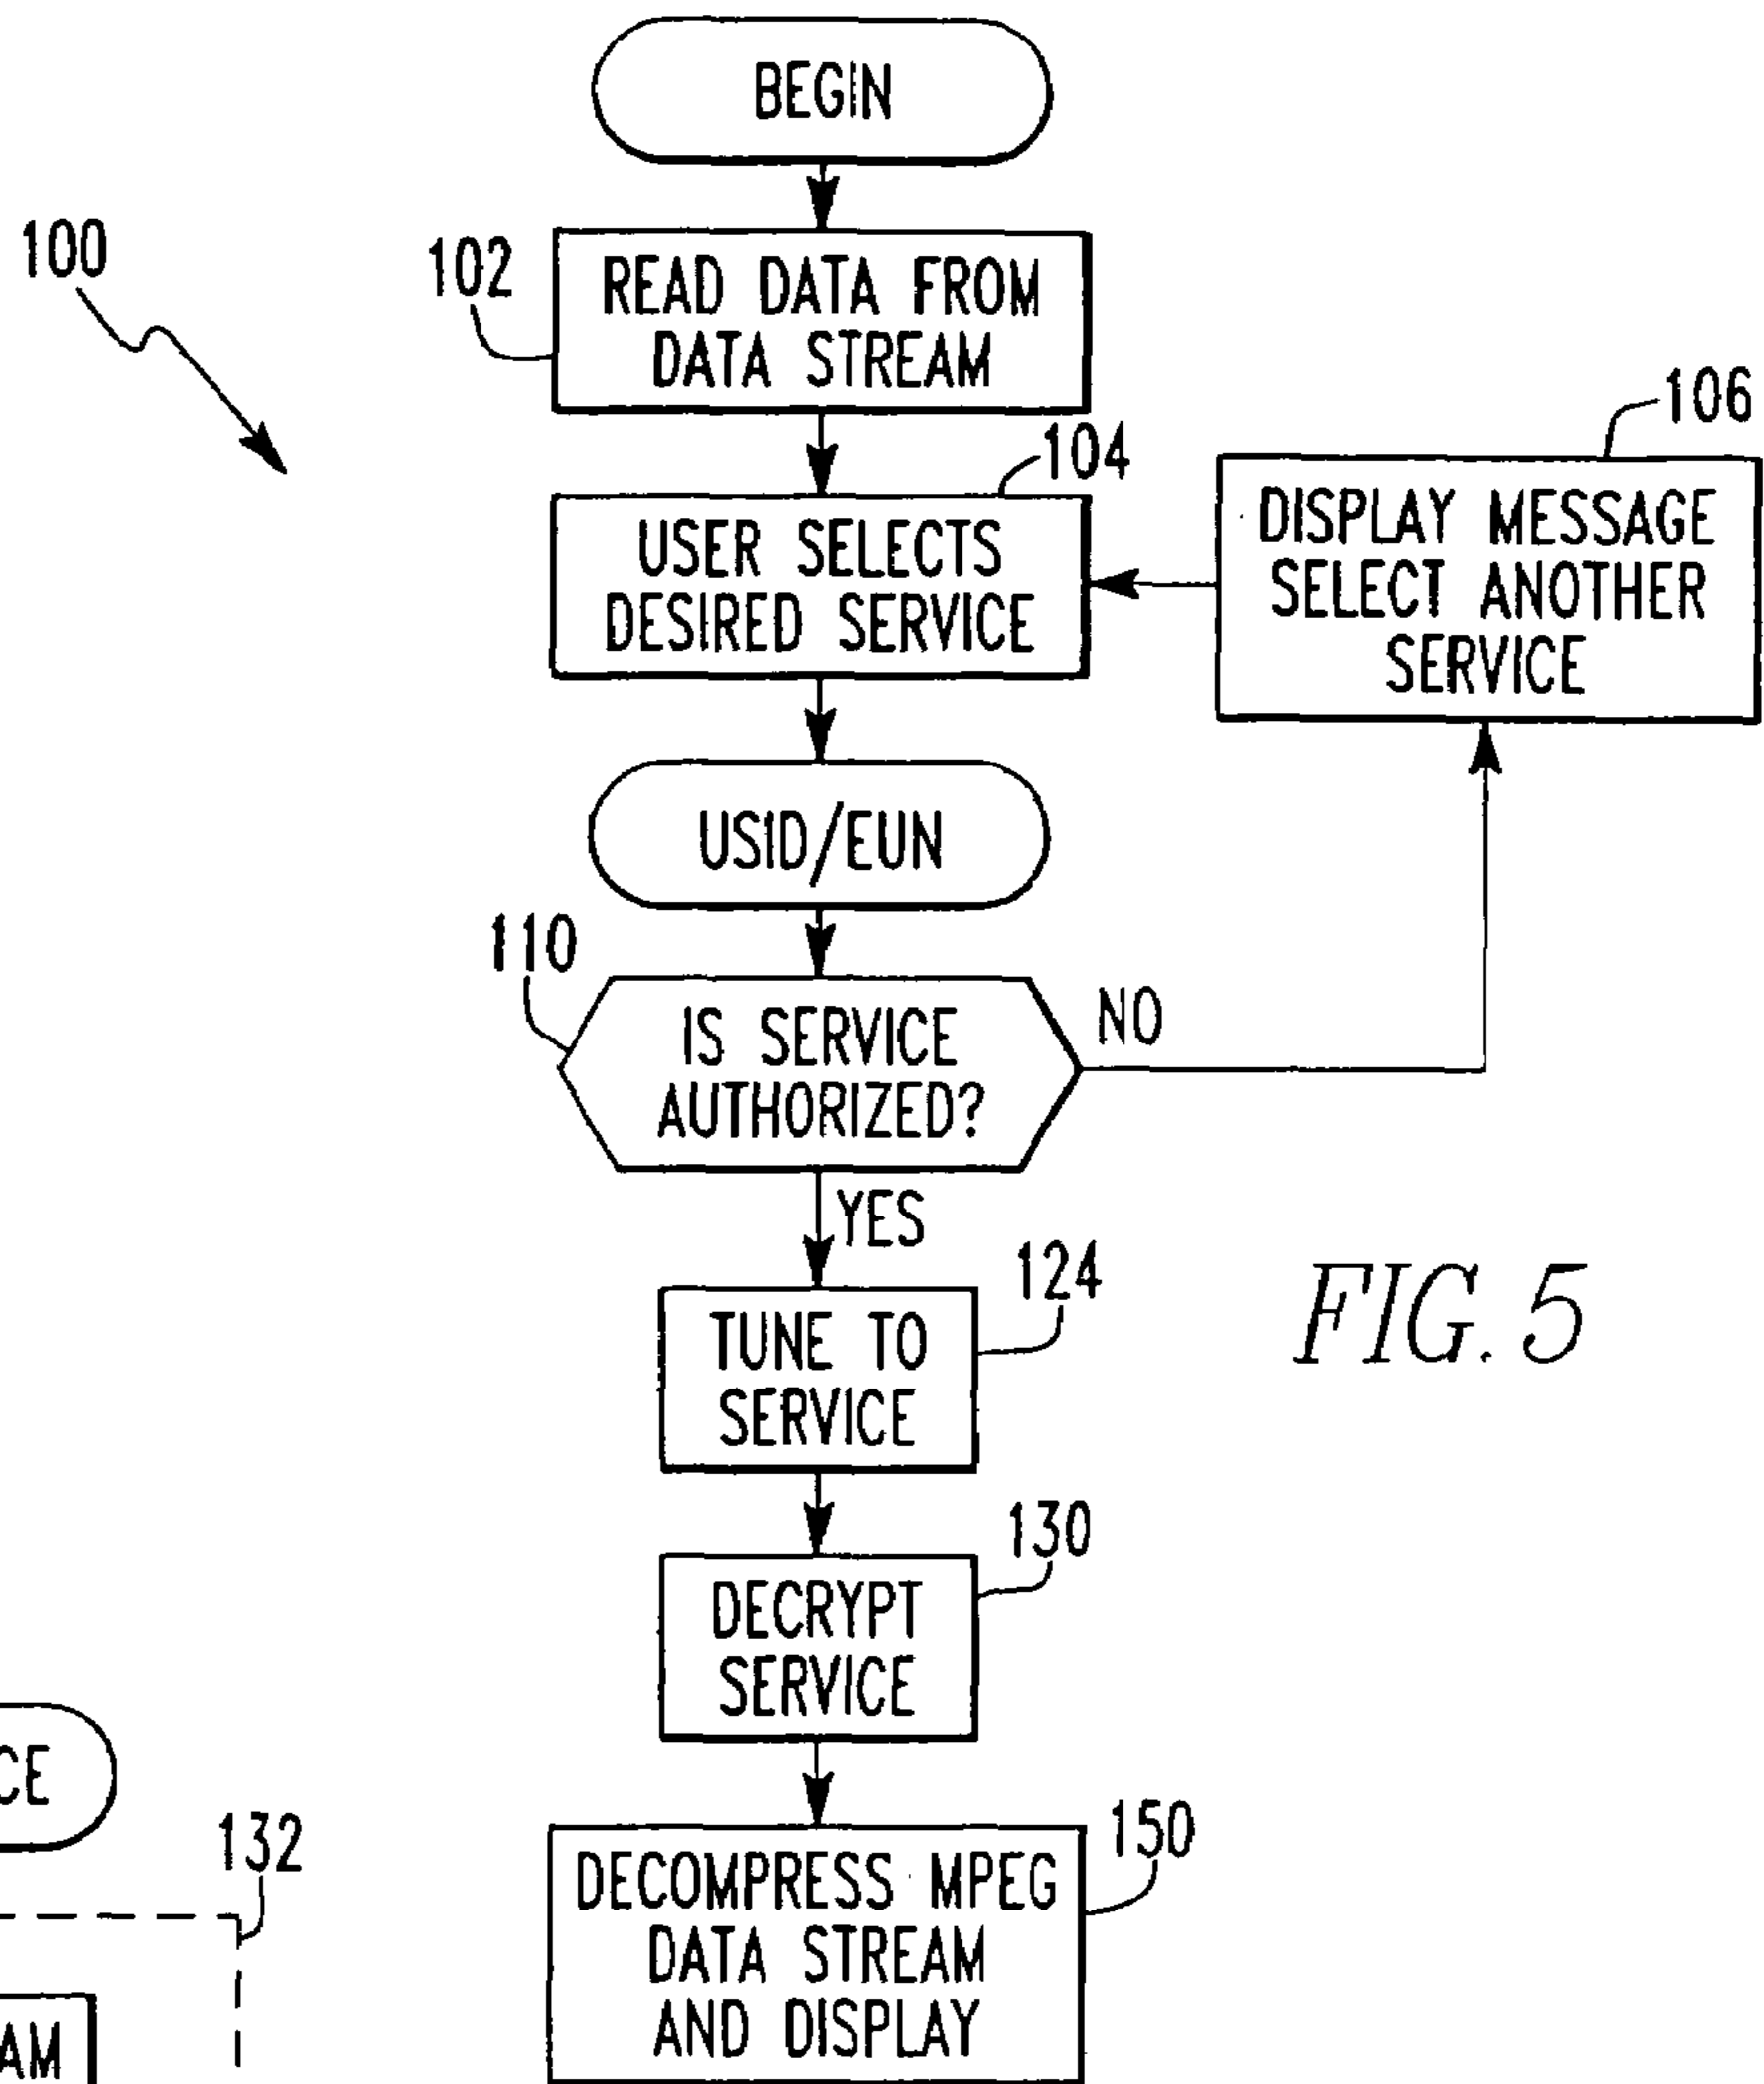 BEGIN
100
102
READ DATA FROM
DATA STREAM
104
USER SELECTS
DESIRED SERVICE
106
DISPLAY MESSAGE
SELECT ANOTHER
SERVICE
USID/EUN
110
IS SERVICE
AUTHORIZED?
NO
YES
124
TUNE TO
SERVICE
FIG. 5
130
DECRYPT
SERVICE
150
DECOMPRESS MPEG
DATA STREAM
AND DISPLAY
CE
132
AM